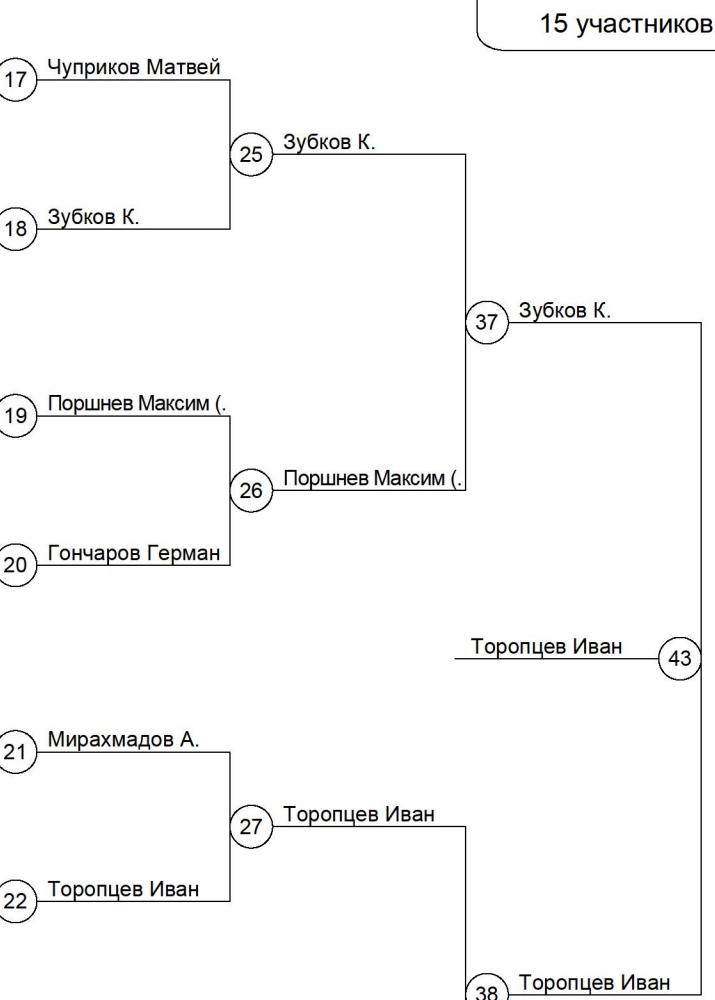 15 участников
17 Чуприков Матвей
25 Зубков К.
18 Зубков К.
37 Зубков К.
19 Поршнев Максим (.
26 Поршнев Максим (.
20 Гончаров Герман
Торопцев Иван 43
21 Мирахмадов А.
27 Торопцев Иван
22 Торопцев Иван
38 Торопцев Иван